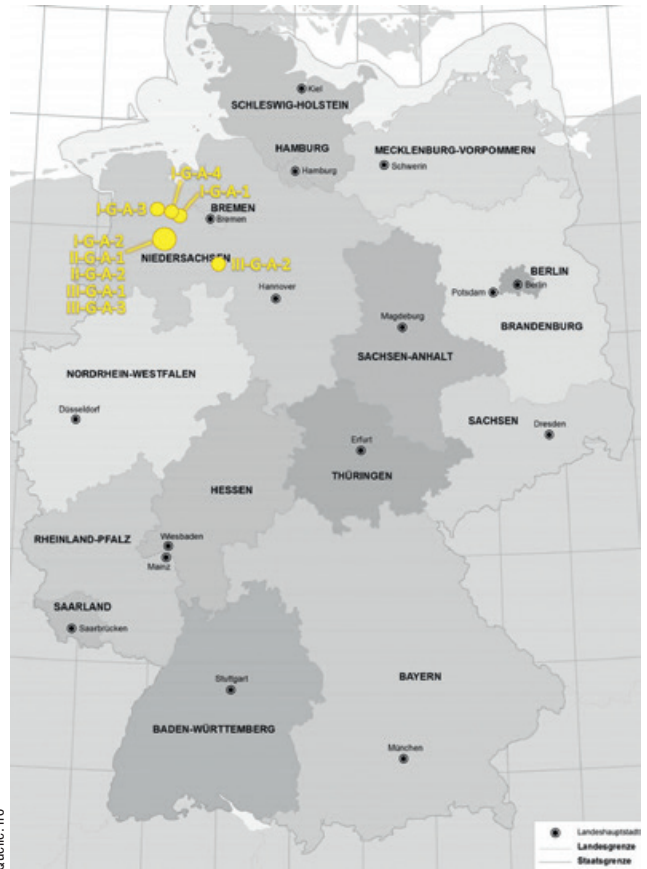 Kiel
SCHLESWIG-HOLSTEIN
HAMBURG
Hamburg
MECKLENBURG-VORPOMMERN
Schwerin
I-G-A-4
I-G-A-1
I-G-A-3
BREMEN
Bremen
I-G-A-2
II-G-A-1
II-G-A-2
III-G-A-1
III-G-A-3
NIEDERSACHSEN
III-G-A-2
Hannover
BERLIN
Berlin
Potsdam
BRANDENBURG
Magdeburg
SACHSEN-ANHALT
NORDRHEIN-WESTFALEN
Düsseldorf
SACHSEN
Dresden
Erfurt
THÜRINGEN
HESSEN
RHEINLAND-PFALZ
Wiesbaden
Mainz
SAARLAND
Saarbrücken
BAYERN
Stuttgart
BADEN-WÜRTTEMBERG
München
Landeshauptstadt
Landesgrenze
Staatsgrenze